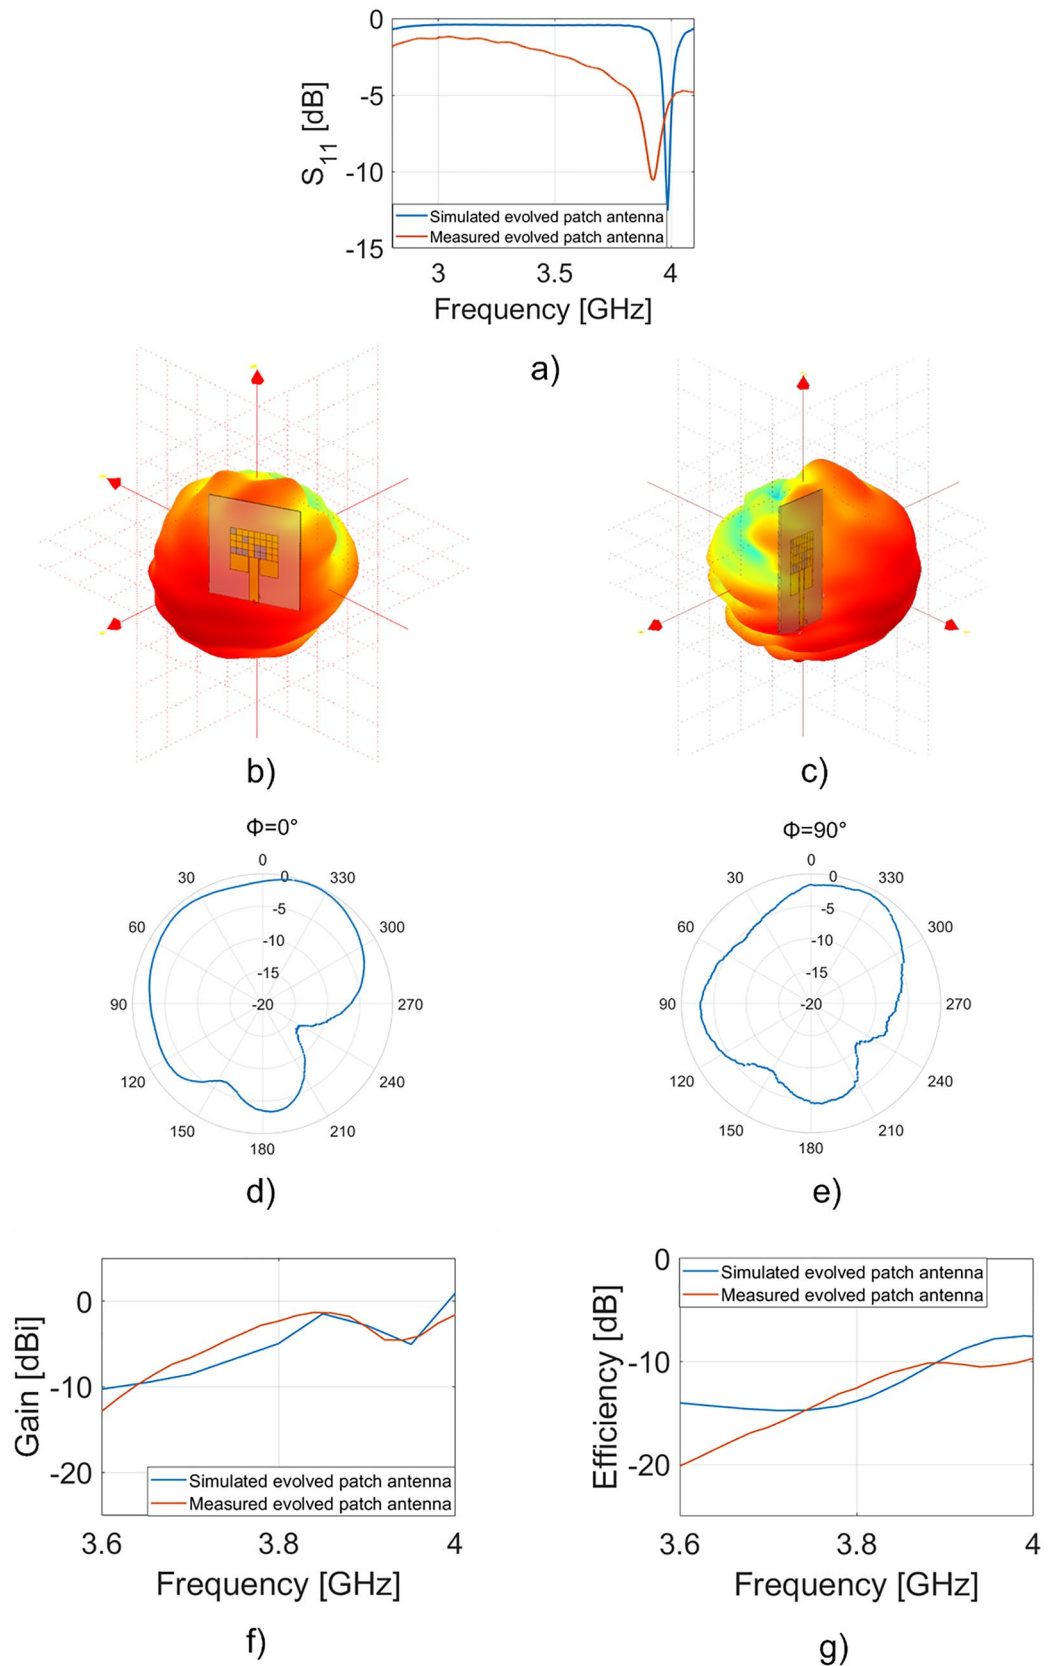 0
-5
-10
-15
S11 [dB]
Simulated evolved patch antenna
Measured evolved patch antenna
3 3.5 4
Frequency [GHz]
a)
b) c)
Φ=0°
0
30 0 330
60 -5 300
-10
-15
90 -20 270
120 240
150 210
180
d)
Φ=90°
0
30 0 330
60 -5 300
-10
-15
90 -20 270
120 240
150 210
180
e)
0
-10
-20
Gain [dBi]
Simulated evolved patch antenna
Measured evolved patch antenna
3.6 3.8 4
Frequency [GHz]
f)
0
-10
-20
Efficiency [dB]
Simulated evolved patch antenna
Measured evolved patch antenna
3.6 3.8 4
Frequency [GHz]
g)